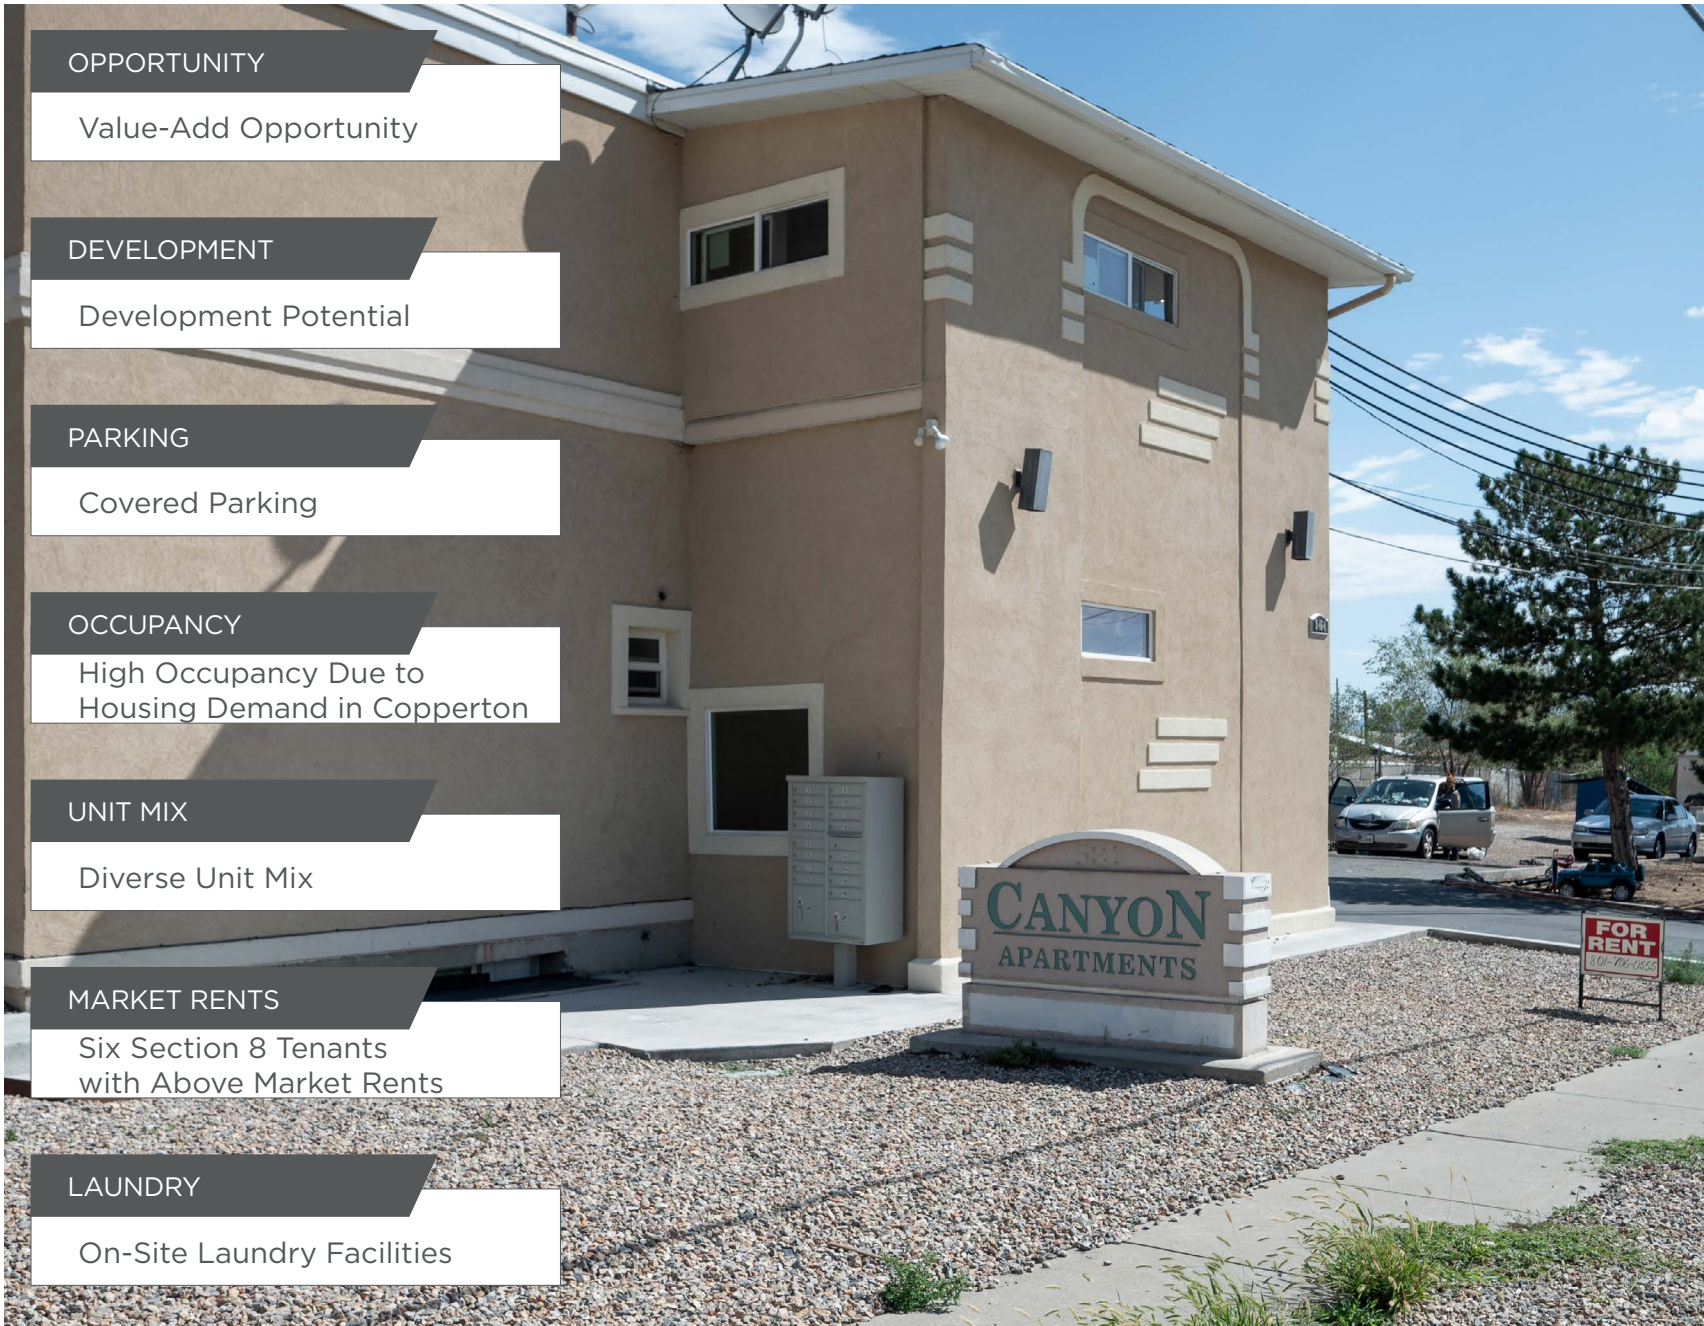 OPPORTUNITY
Value-Add Opportunity
DEVELOPMENT
Development Potential
PARKING
Covered Parking
OCCUPANCY
High Occupancy Due to
Housing Demand in Copperton
UNIT MIX
Diverse Unit Mix
MARKET RENTS
Six Section 8 Tenants
with Above Market Rents
LAUNDRY
On-Site Laundry Facilities
CANYON
APARTMENTS
FOR
RENT